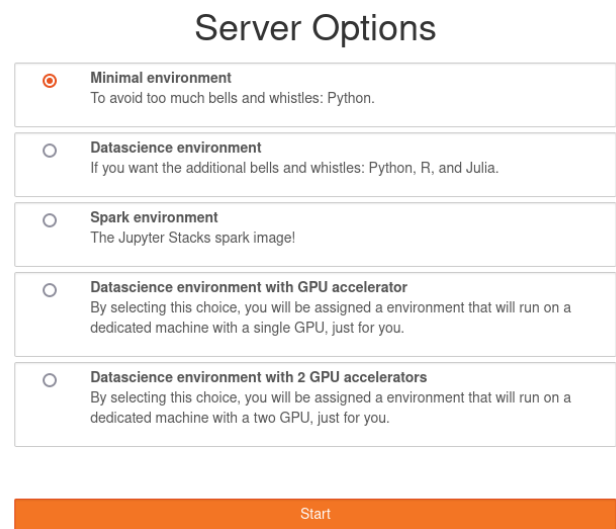 Server Options
Minimal environment
To avoid too much bells and whistles: Python.
Datascience environment
If you want the additional bells and whistles: Python, R, and Julia.
Spark environment
The Jupyter Stacks spark image!
Datascience environment with GPU accelerator
By selecting this choice, you will be assigned a environment that will run on a
dedicated machine with a single GPU, just for you.
Datascience environment with 2 GPU accelerators
By selecting this choice, you will be assigned a environment that will run on a
dedicated machine with a two GPU, just for you.
Start